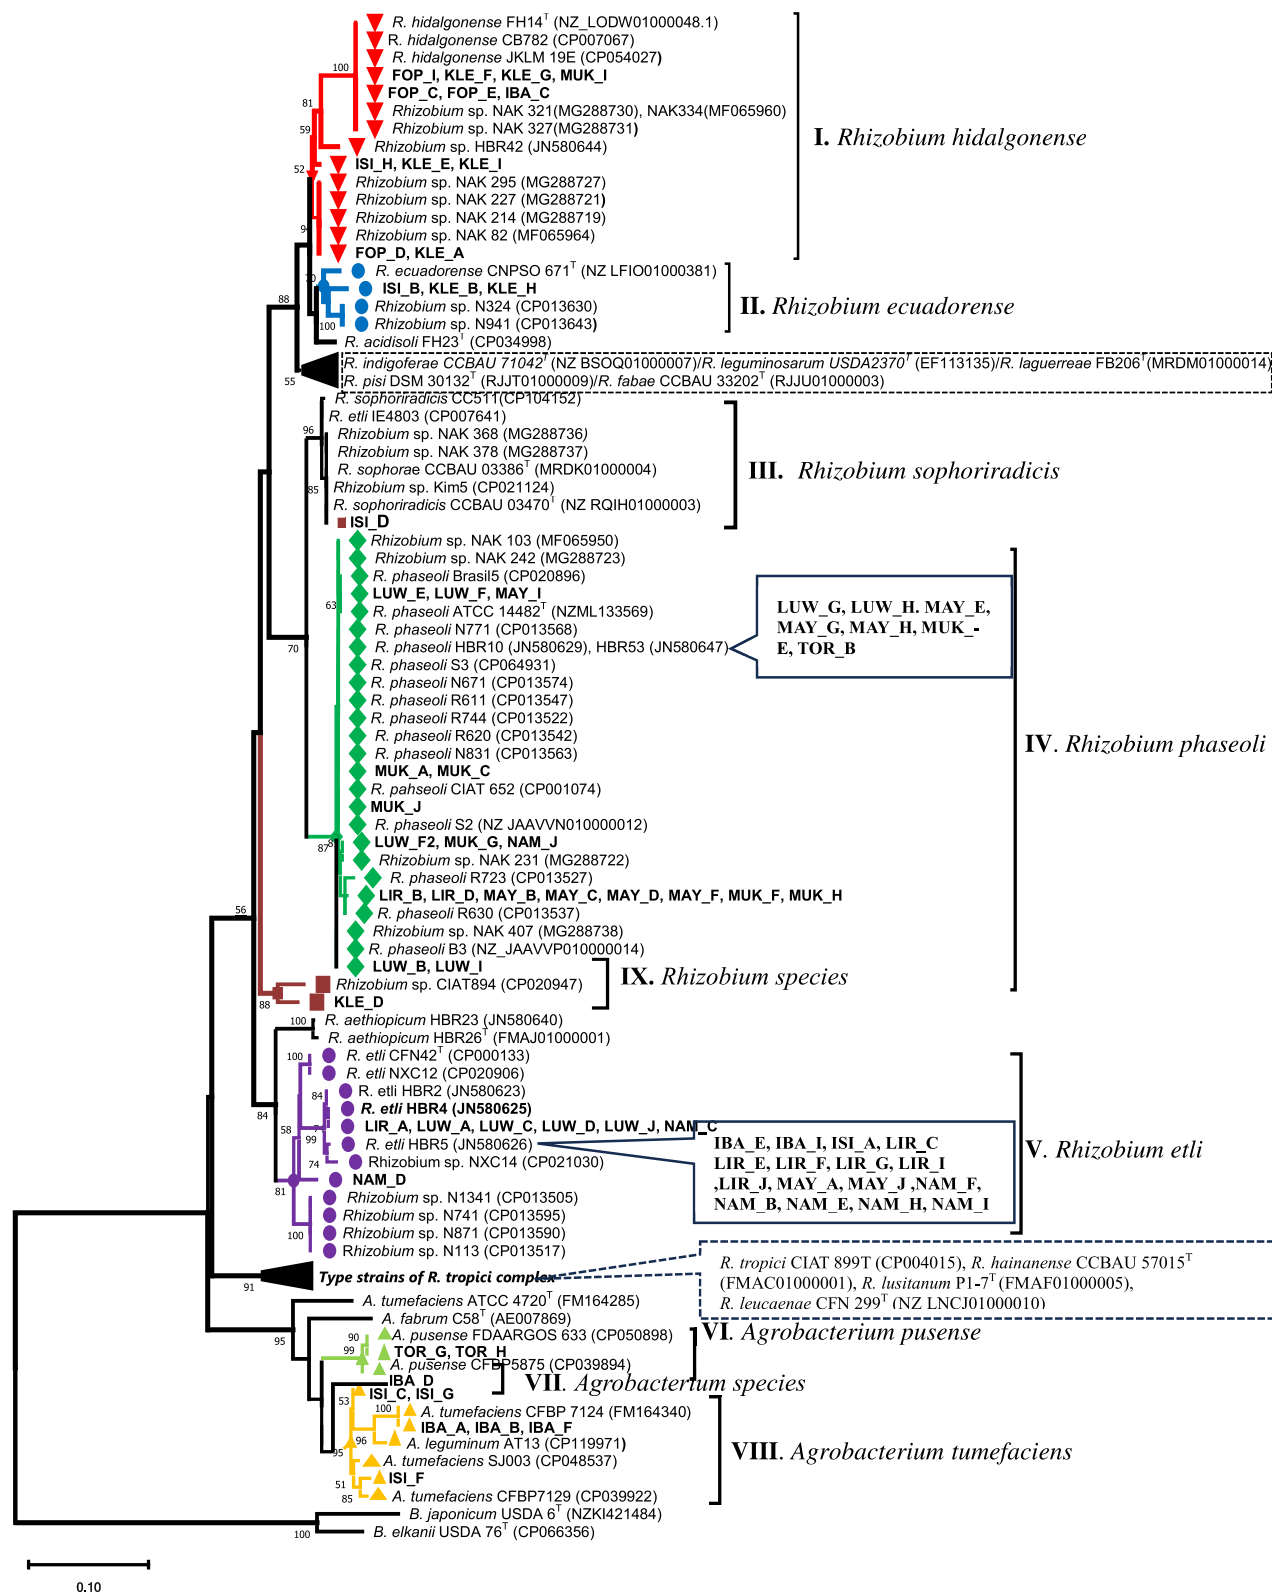 R. hidalgonense FH14T (NZ_LODW01000048.1)
R. hidalgonense CB782 (CP007067)
R. hidalgonense JKLM 19E (CP054027)
100
FOP_I, KLE_F, KLE_G, MUK_I
FOP_C, FOP_E, IBA_C
81
Rhizobium sp. NAK 321(MG288730), NAK334(MF065960)
59
Rhizobium sp. NAK 327(MG288731)
I. Rhizobium hidalgonense
Rhizobium sp. HBR42 (JN580644)
52
ISI_H, KLE_E, KLE_I
Rhizobium sp. NAK 295 (MG288727)
Rhizobium sp. NAK 227 (MG288721)
Rhizobium sp. NAK 214 (MG288719)
Rhizobium sp. NAK 82 (MF065964)
FOP_D, KLE_A
70
R. ecuadorense CNPSO 671T (NZ LFIO01000381)
ISI_B, KLE_B, KLE_H
88
Rhizobium sp. N324 (CP013630)
II. Rhizobium ecuadorense
100
Rhizobium sp. N941 (CP013643)
R. acidisoli FH23T (CP034998)
R. indigoferae CCBAU 71042T (NZ BSOQ01000007)/R. leguminosarum USDA2370T (EF113135)/R. laguerreae FB206T(MRDM01000014)
55
R. pisi DSM 30132T (RJJT01000009)/R. fabae CCBAU 33202T (RJJU01000003)
R. sophoriradicis CC511(CP104152)
R. etli IE4803 (CP007641)
96
Rhizobium sp. NAK 368 (MG288736)
Rhizobium sp. NAK 378 (MG288737)
R. sophorae CCBAU 03386T (MRDK01000004)
III. Rhizobium sophoriradicis
85
Rhizobium sp. Kim5 (CP021124)
R. sophoriradicis CCBAU 03470T (NZ RQIH01000003)
ISI_D
Rhizobium sp. NAK 103 (MF065950)
Rhizobium sp. NAK 242 (MG288723)
R. phaseoli Brasil5 (CP020896)
63
LUW_E, LUW_F, MAY_I
R. phaseoli ATCC 14482T (NZML133569)
R. phaseoli N771 (CP013568)
R. phaseoli HBR10 (JN580629), HBR53 (JN580647)
LUW_G, LUW_H. MAY_E,
MAY_G, MAY_H, MUK_-
E, TOR_B
70
R. phaseoli S3 (CP064931)
R. phaseoli N671 (CP013574)
R. phaseoli R611 (CP013547)
R. phaseoli R744 (CP013522)
R. phaseoli R620 (CP013542)
IV. Rhizobium phaseoli
R. phaseoli N831 (CP013563)
MUK_A, MUK_C
R. pahseoli CIAT 652 (CP001074)
MUK_J
R. phaseoli S2 (NZ JAAVVN010000012)
87
LUW_F2, MUK_G, NAM_J
Rhizobium sp. NAK 231 (MG288722)
R. phaseoli R723 (CP013527)
LIR_B, LIR_D, MAY_B, MAY_C, MAY_D, MAY_F, MUK_F, MUK_H
56
R. phaseoli R630 (CP013537)
Rhizobium sp. NAK 407 (MG288738)
R. phaseoli B3 (NZ_JAAVVP010000014)
LUW_B, LUW_I
Rhizobium sp. CIAT894 (CP020947)
IX. Rhizobium species
88
KLE_D
100
R. aethiopicum HBR23 (JN580640)
R. aethiopicum HBR26T (FMAJ01000001)
100
R. etli CFN42T (CP000133)
R. etli NXC12 (CP020906)
84
R. etli HBR2 (JN580623)
84
R. etli HBR4 (JN580625)
58
LIR_A, LUW_A, LUW_C, LUW_D, LUW_J, NAM_C
99
R. etli HBR5 (JN580626)
IBA_E, IBA_I, ISI_A, LIR_C
LIR_E, LIR_F, LIR_G, LIR_I
,LIR_J, MAY_A, MAY_J ,NAM_F,
NAM_B, NAM_E, NAM_H, NAM_I
V. Rhizobium etli
74
Rhizobium sp. NXC14 (CP021030)
81
NAM_D
Rhizobium sp. N1341 (CP013505)
Rhizobium sp. N741 (CP013595)
100
Rhizobium sp. N871 (CP013590)
Rhizobium sp. N113 (CP013517)
91
Type strains of R. tropici complex
R. tropici CIAT 899T (CP004015), R. hainanense CCBAU 57015T
(FMAC01000001), R. lusitanum P1-7T (FMAF01000005),
R. leucaenae CFN 299T (NZ LNCJ01000010)
A. tumefaciens ATCC 4720T (FM164285)
A. fabrum C58T (AE007869)
95
90
A. pusense FDAARGOS 633 (CP050898)
VI. Agrobacterium pusense
99
TOR_G, TOR_H
A. pusense CFBP5875 (CP039894)
IBA_D
VII. Agrobacterium species
53
ISI_C, ISI_G
100
A. tumefaciens CFBP 7124 (FM164340)
IBA_A, IBA_B, IBA_F
96
A. leguminum AT13 (CP119971)
95
VIII. Agrobacterium tumefaciens
A. tumefaciens SJ003 (CP048537)
51
ISI_F
85
A. tumefaciens CFBP7129 (CP039922)
B. japonicum USDA 6T (NZKI421484)
100
B. elkanii USDA 76T (CP066356)
0.10